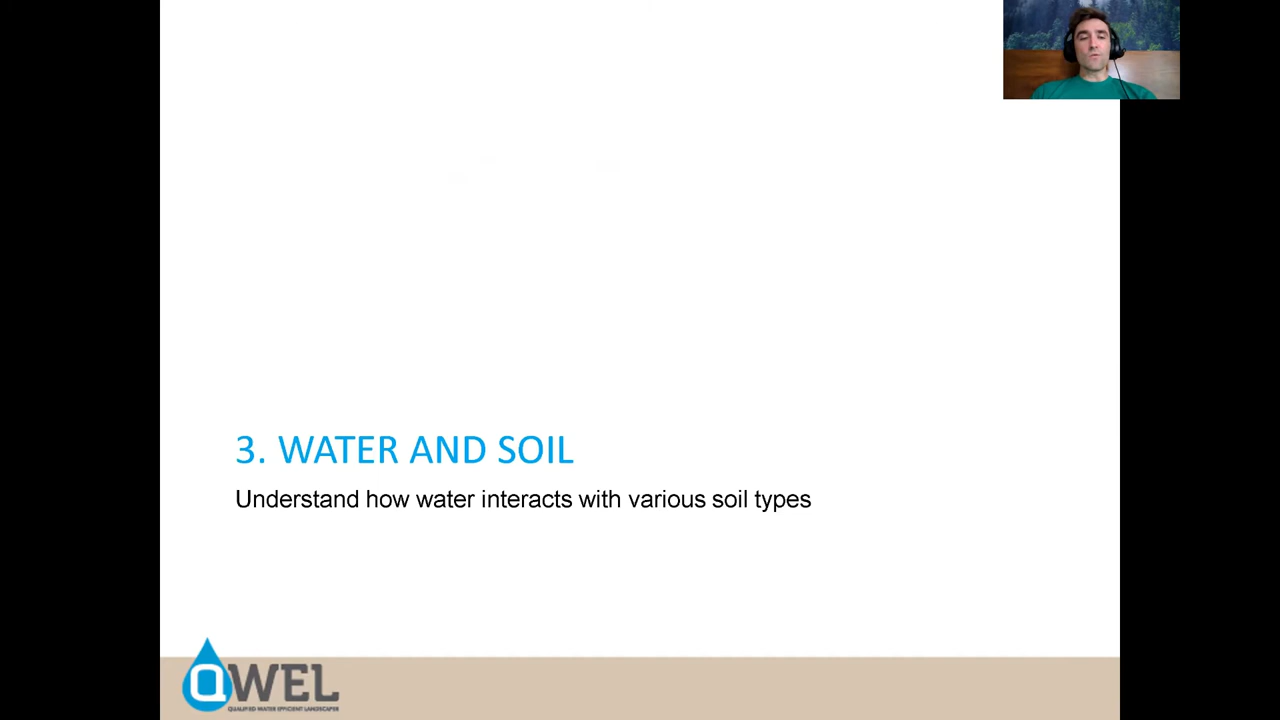 3. WATER AND SOIL
Understand how water interacts with various soil types
QWEL
QUALIFIED WATER EFFICIENT LANDSCAPER